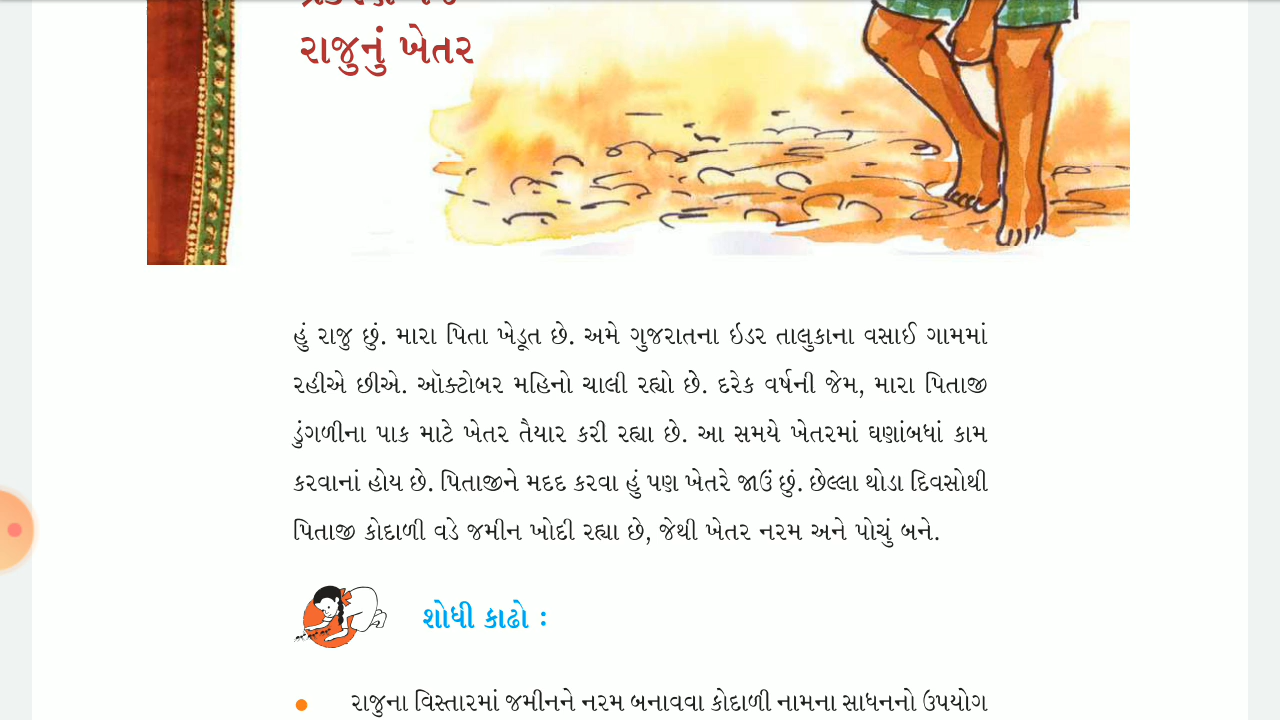 રાજુનું ખેતર
હું રાજુ છું. મારા પિતા ખેડૂત છે. અમે ગુજરાતના ઇડર તાલુકાના વસાઈ ગામમાં
રહીએ છીએ. ઑક્ટોબર મહિનો ચાલી રહ્યો છે. દરેક વર્ષની જેમ, મારા પિતાજી
ડુંગળીના પાક માટે ખેતર તૈયાર કરી રહ્યા છે. આ સમયે ખેતરમાં ઘણાંબધાં કામ
કરવાનાં હોય છે. પિતાજીને મદદ કરવા હું પણ ખેતરે જાઉં છું. છેલ્લા થોડા દિવસોથી
પિતાજી કોદાળી વડે જમીન ખોદી રહ્યા છે, જેથી ખેતર નરમ અને પોચું બને.
શોધી કાઢો :
રાજુના વિસ્તારમાં જમીનને નરમ બનાવવા કોદાળી નામના સાધનનો ઉપયોગ